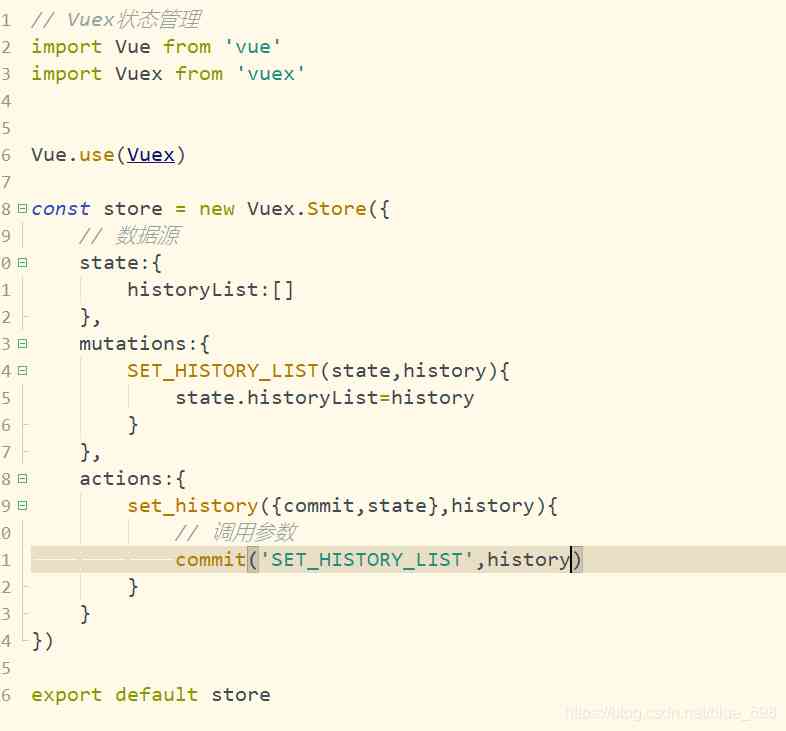 1 // Vuex状态管理
2 import Vue from 'vue'
3 import Vuex from 'vuex'
4
5
6 Vue.use(Vuex)
7
8 const store = new Vuex.Store({
9     // 数据源
0     state:{
1         historyList:[]
2     },
3     mutations:{
4         SET_HISTORY_LIST(state,history){
5             state.historyList=history
6         }
7     },
8     actions:{
9         set_history({commit,state},history){
0             // 调用参数
1             commit('SET_HISTORY_LIST',history)
2         }
3     }
4 })
5
6 export default store
https://blog.csdn.net/blue_698